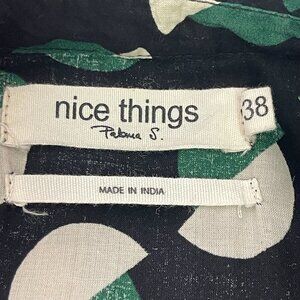 nice things
38
Paloma S.
MADE IN INDIA